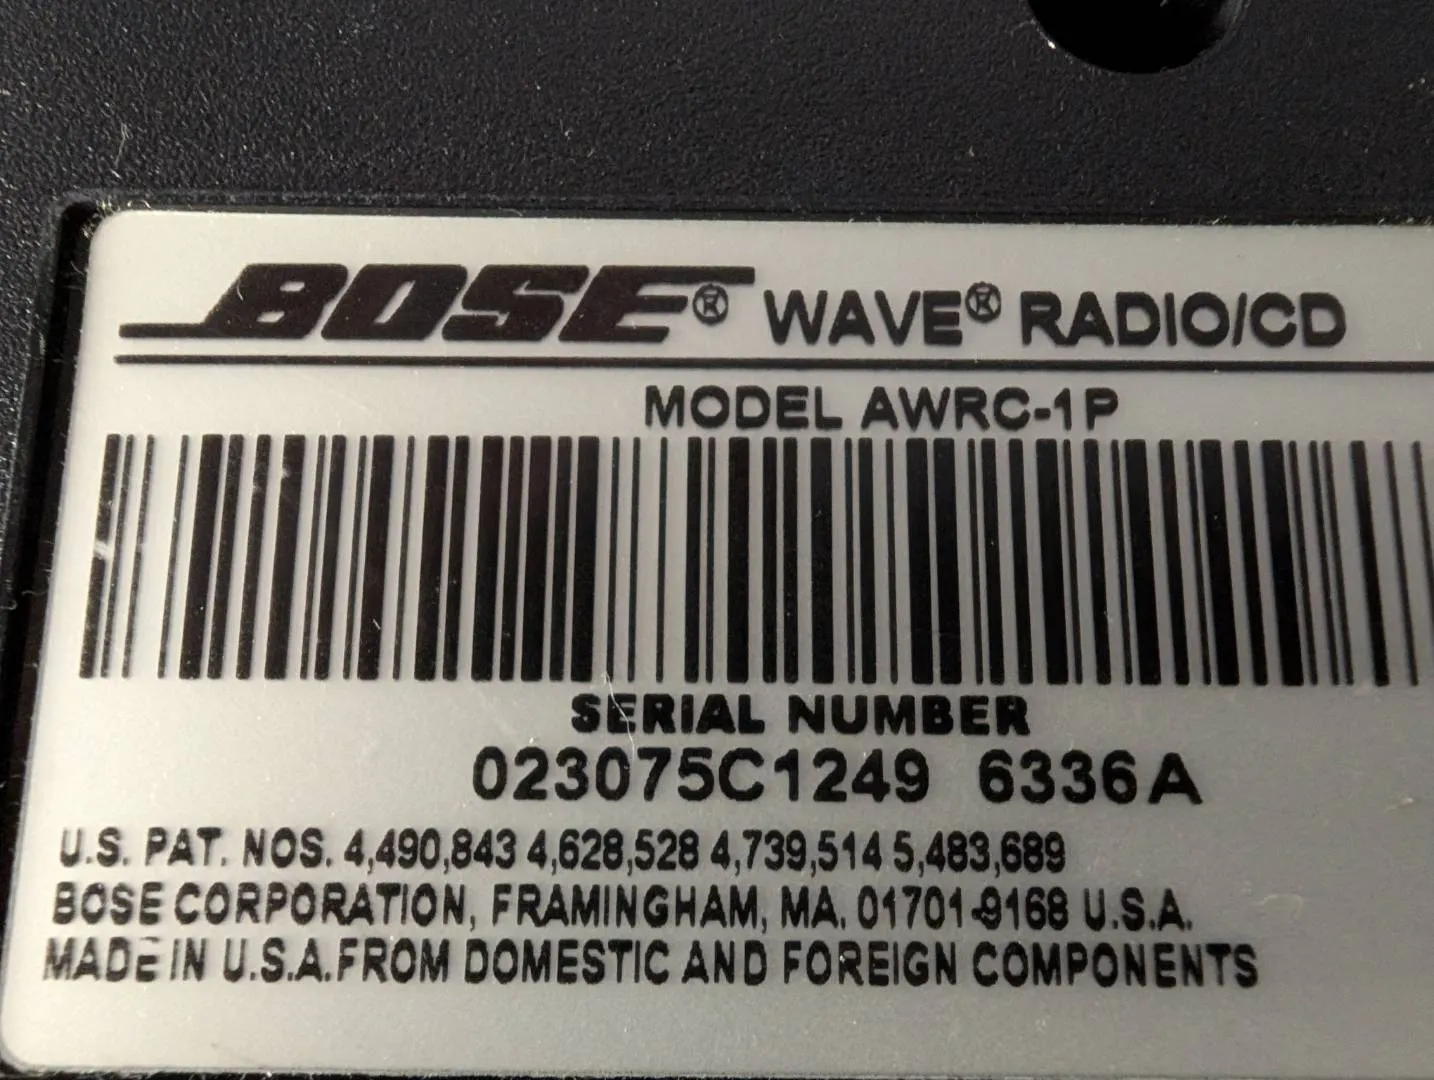 BOSE® WAVE® RADIO/CD
MODEL AWRC-1P
SERIAL NUMBER
023075C1249 6336A
U.S. PAT. NOS. 4,490,843 4,628,528 4,739,514 5,483,689
BOSE CORPORATION, FRAMINGHAM, MA. 01701-9168 U.S.A.
MADE IN U.S.A. FROM DOMESTIC AND FOREIGN COMPONENTS